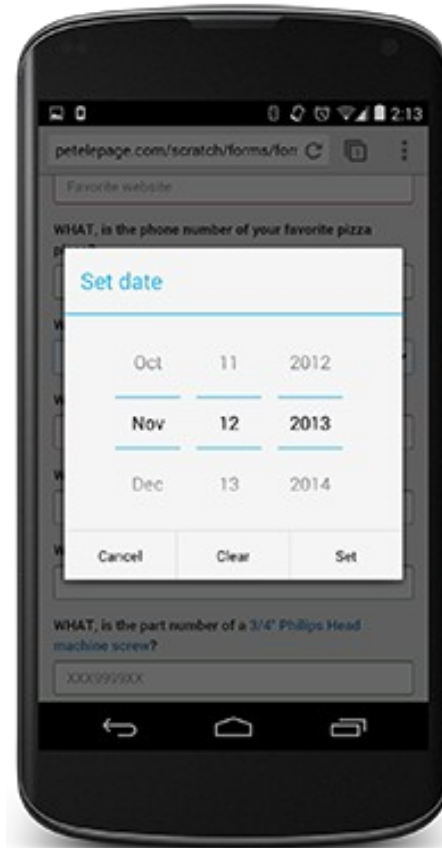 2:13
petelepage.com/scratch/forms/forr
Favorite website
WHAT, is the phone number of your favorite pizza
Set date
Oct 11 2012
Nov 12 2013
Dec 13 2014
Cancel Clear Set
WHAT, is the part number of a 3/4" Philips Head
machine screw?
XXX9999XX